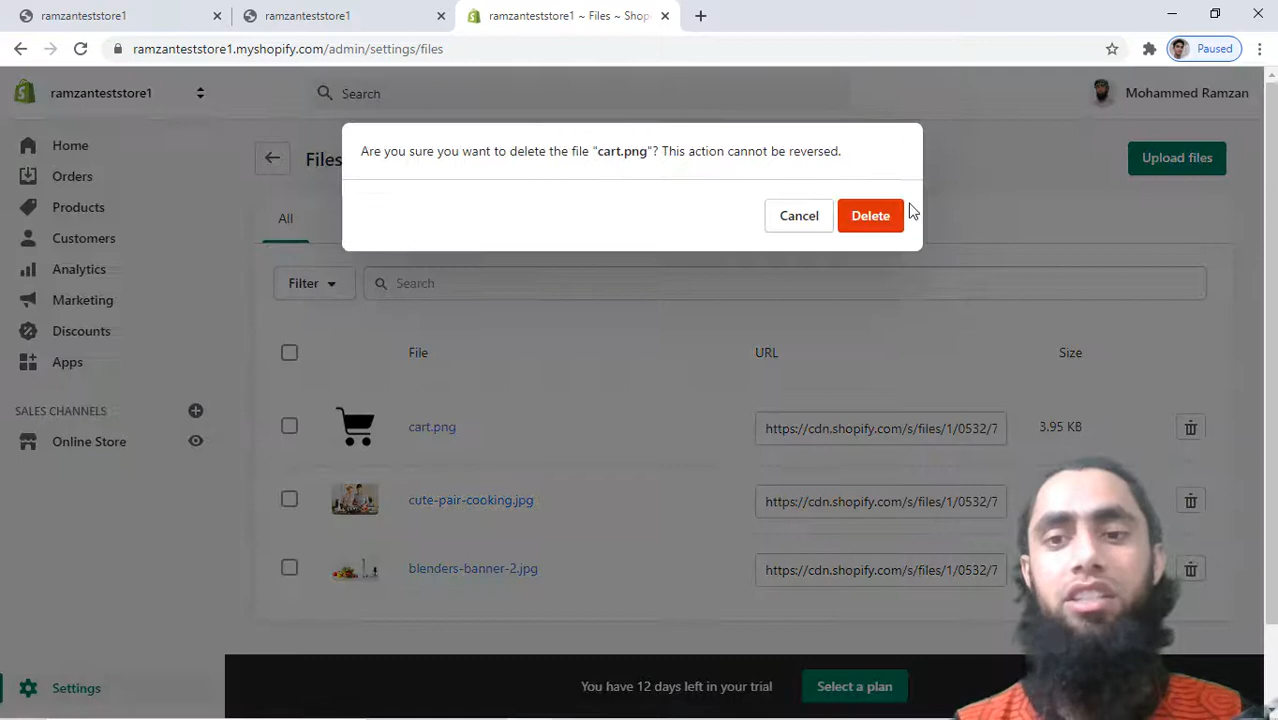 ramzanteststore1
ramzanteststore1
ramzanteststore1 ~ Files ~ Shop
ramzanteststore1.myshopify.com/admin/settings/files
Paused
ramzanteststore1
Search
Mohammed Ramzan
Home
Orders
Products
Customers
Analytics
Marketing
Discounts
Apps
SALES CHANNELS
Online Store
Settings
Files
Upload files
Are you sure you want to delete the file "cart.png"? This action cannot be reversed.
Cancel
Delete
All
Filter
Search
File URL Size
cart.png https://cdn.shopify.com/s/files/1/0532/7 3.95 KB
cute-pair-cooking.jpg https://cdn.shopify.com/s/files/1/0532/7
blenders-banner-2.jpg https://cdn.shopify.com/s/files/1/0532/7
You have 12 days left in your trial
Select a plan